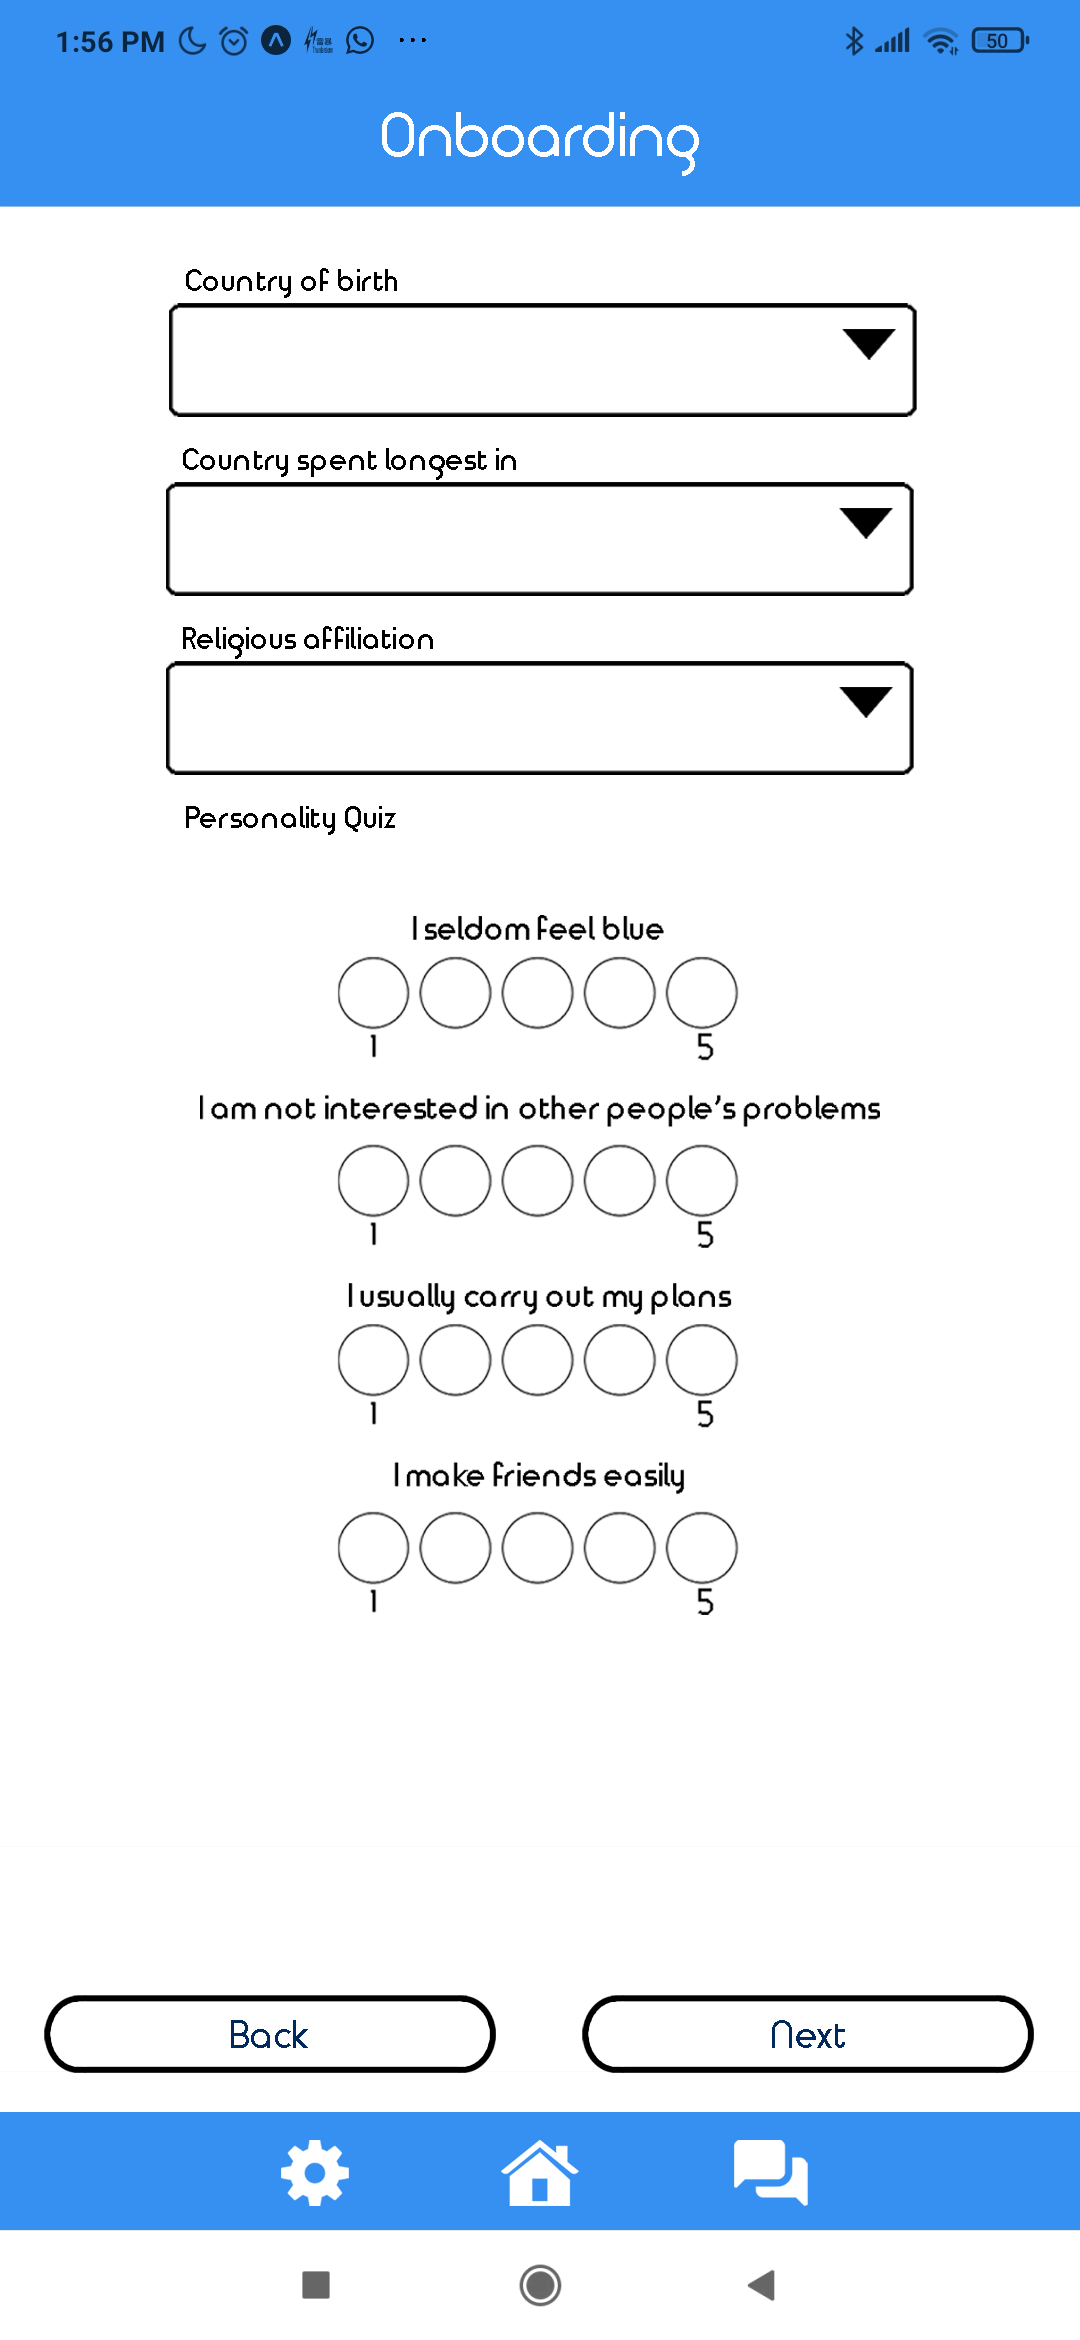 1:56 PM
50
Onboarding
Country of birth
Country spent longest in
Religious affiliation
Personality Quiz
I seldom feel blue
1 5
I am not interested in other people's problems
1 5
I usually carry out my plans
1 5
I make friends easily
1 5
Back Next